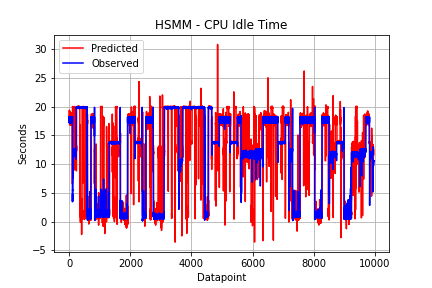 HSMM - CPU Idle Time
Predicted
Observed
30
25
20
15
10
5
0
−5
Seconds
0 2000 4000 6000 8000 10000
Datapoint